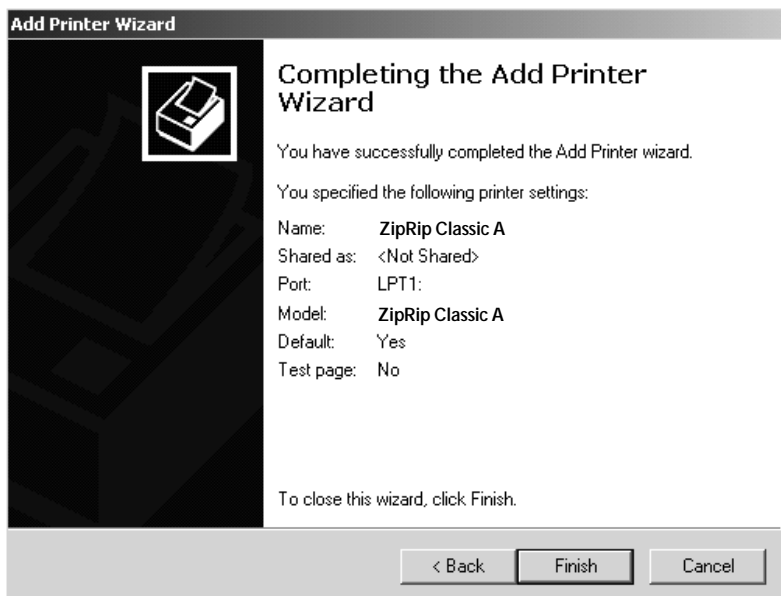 Add Printer Wizard
Completing the Add Printer
Wizard
You have successfully completed the Add Printer wizard.
You specified the following printer settings:
Name: ZipRip Classic A
Shared as: <Not Shared>
Port: LPT1:
Model: ZipRip Classic A
Default: Yes
Test page: No
To close this wizard, click Finish.
< Back Finish Cancel